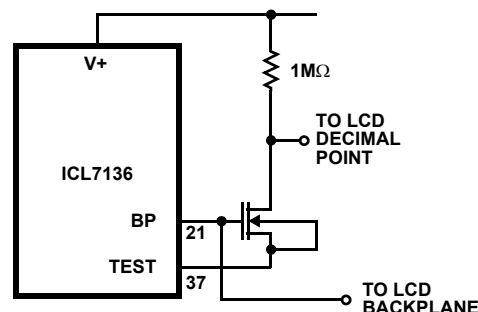 V+
1MΩ
TO LCD
DECIMAL
POINT
ICL7136
BP
21
TEST
37
TO LCD
BACKPLANE